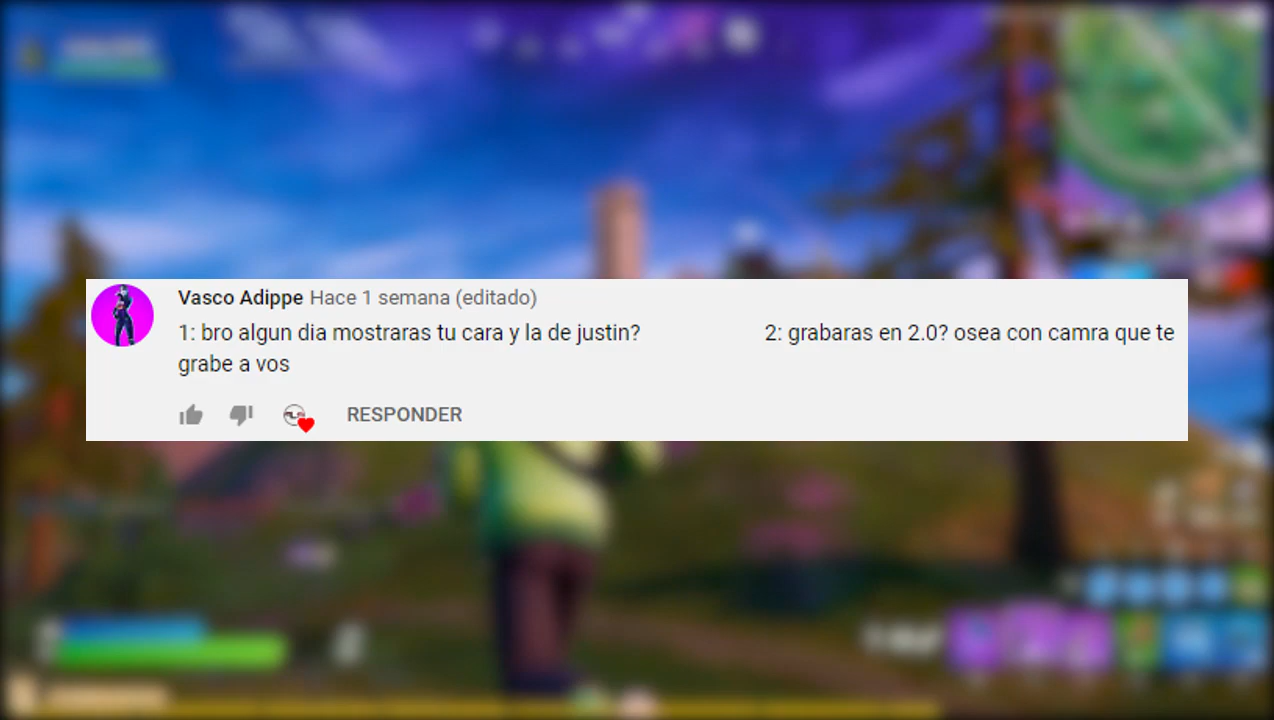 Vasco Adippe Hace 1 semana (editado)
1: bro algun dia mostraras tu cara y la de justin? 2: grabaras en 2.0? osea con camra que te
grabe a vos
RESPONDER